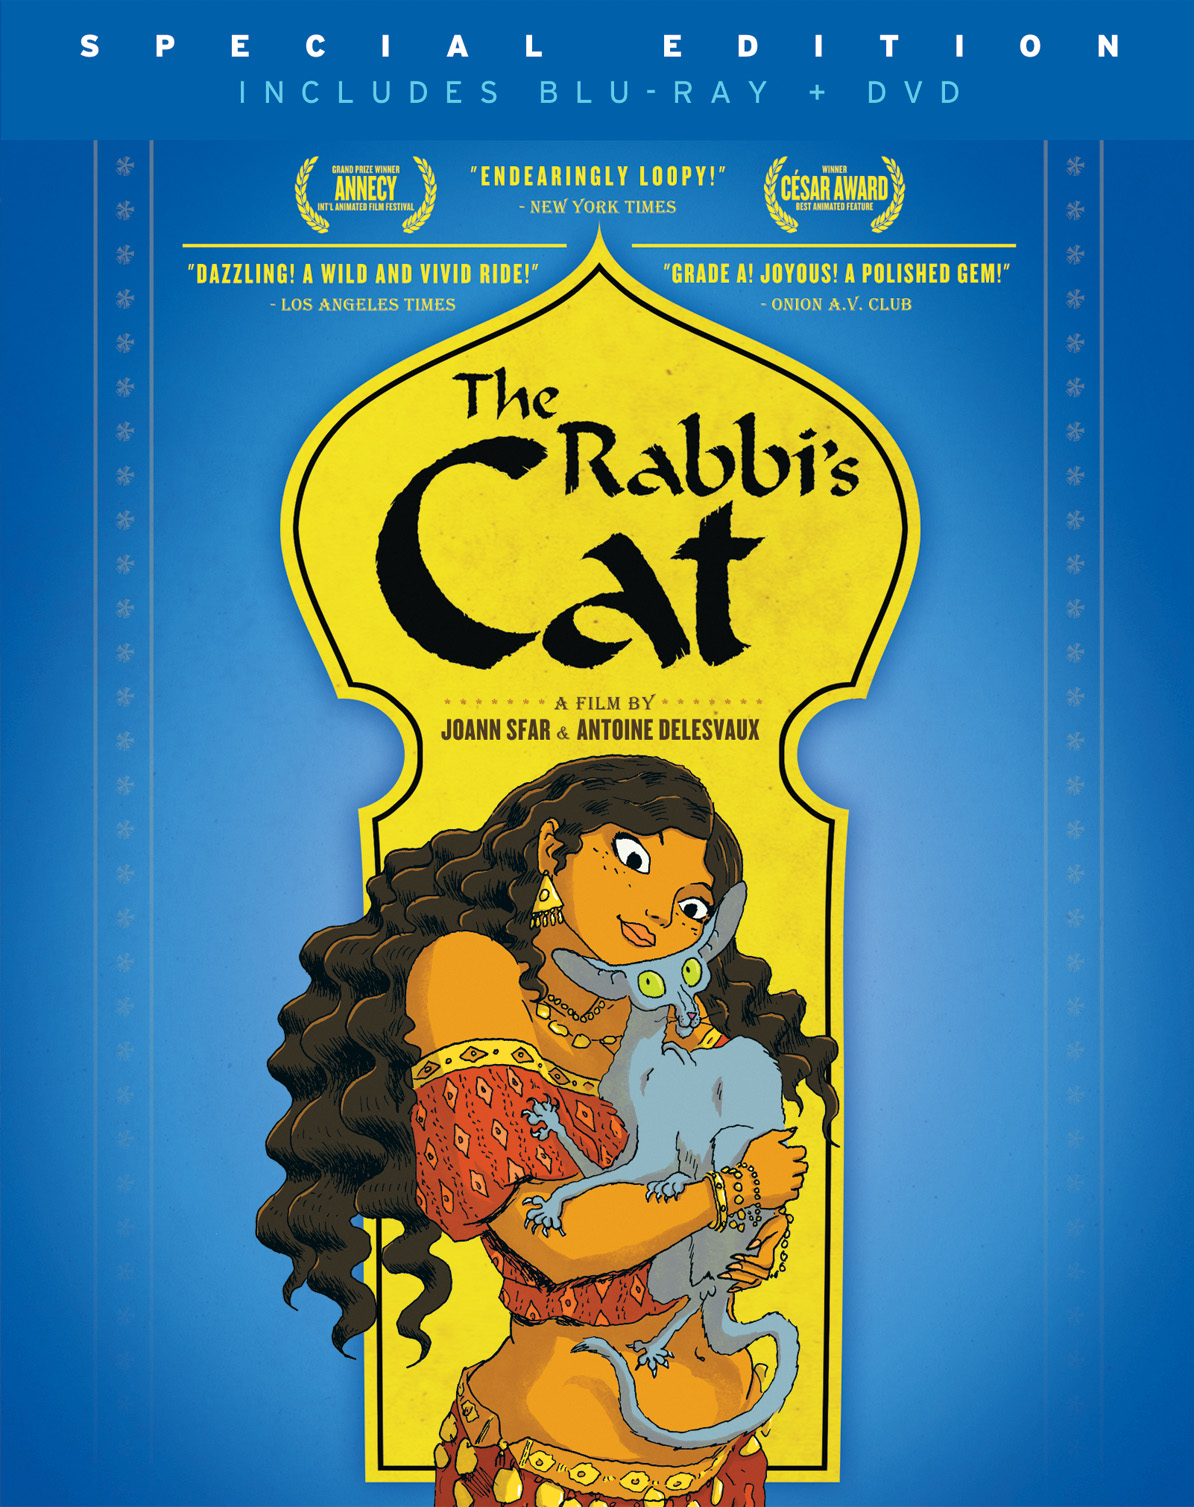 SPECIAL EDITION
INCLUDES BLU-RAY + DVD
GRAND PRIZE WINNER
ANNECY
INT'L ANIMATED FILM FESTIVAL
"ENDEARINGLY LOOPY!"
- NEW YORK TIMES
WINNER
CÉSAR AWARD
BEST ANIMATED FEATURE
"DAZZLING! A WILD AND VIVID RIDE!"
- LOS ANGELES TIMES
"GRADE A! JOYOUS! A POLISHED GEM!"
- ONION A.V. CLUB
The
Rabbi's
Cat
A FILM BY
JOANN SFAR & ANTOINE DELESVAUX